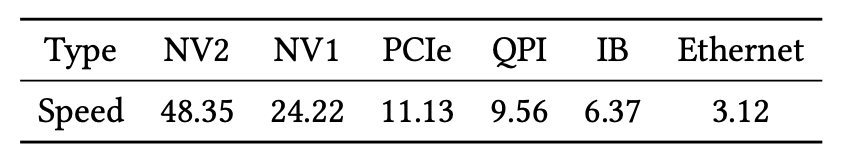 Type NV2 NV1 PCIe QPI IB Ethernet
Speed 48.35 24.22 11.13 9.56 6.37 3.12